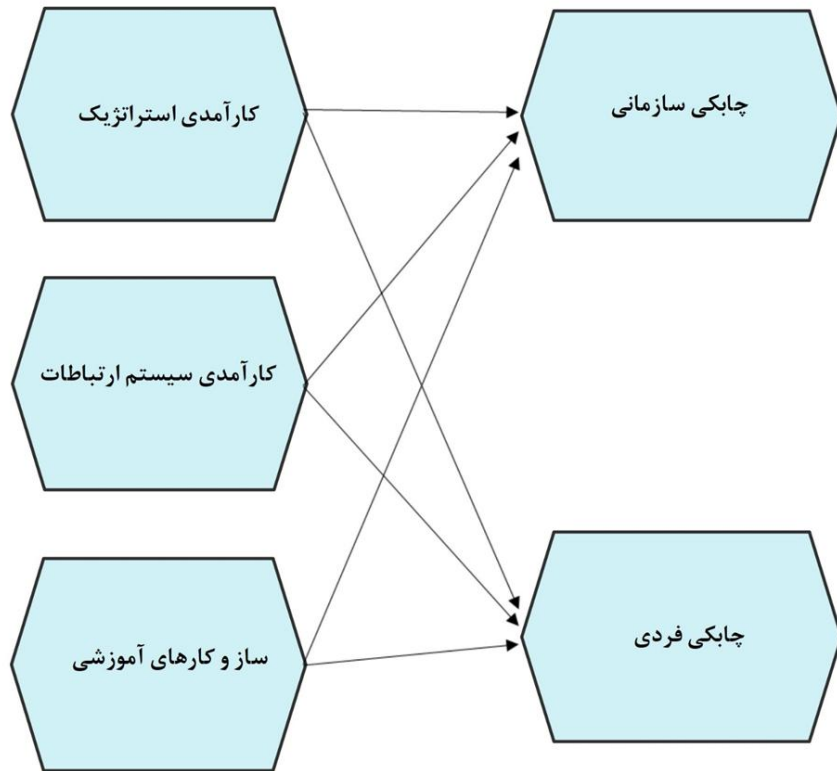 کارآمدی استراتژیک
چابکی سازمانی
کارآمدی سیستم ارتباطات
ساز و کارهای آموزشی
چابکی فردی